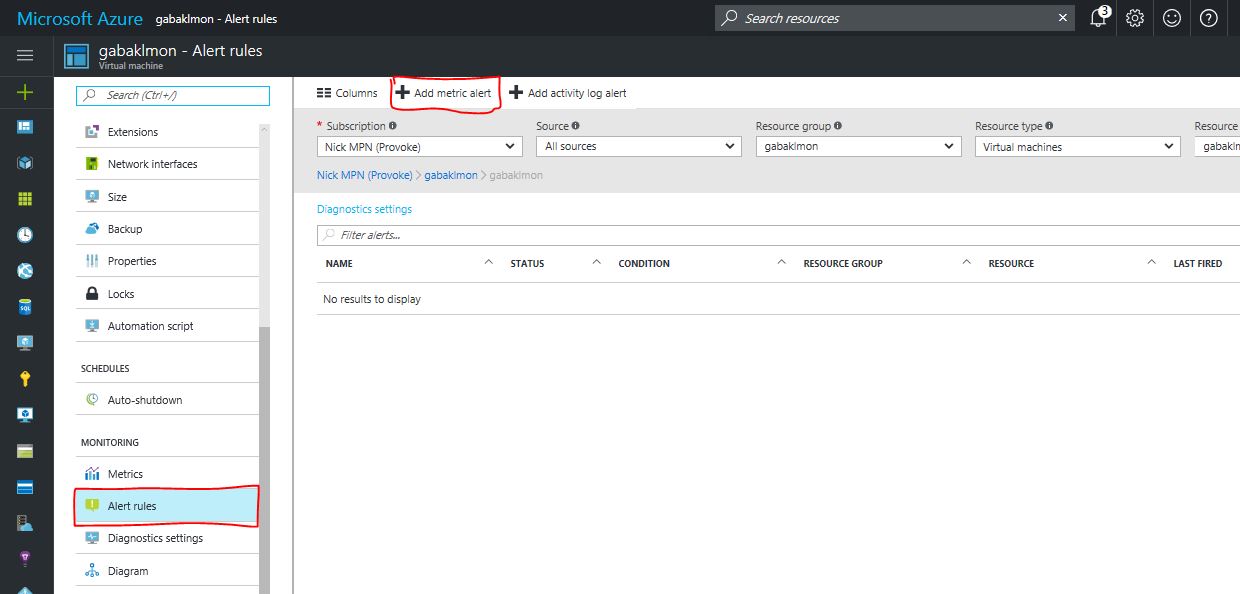 Microsoft Azure gabaklmon - Alert rules
Search resources
3
gabaklmon - Alert rules
Virtual machine
Search (Ctrl+/)
Extensions
Network interfaces
Size
Backup
Properties
Locks
Automation script
SCHEDULES
Auto-shutdown
MONITORING
Metrics
Alert rules
Diagnostics settings
Diagram
Columns Add metric alert Add activity log alert
* Subscription Source Resource group Resource type Resource
Nick MPN (Provoke) All sources gabaklmon Virtual machines gabakln
Nick MPN (Provoke) > gabaklmon > gabaklmon
Diagnostics settings
Filter alerts...
NAME STATUS CONDITION RESOURCE GROUP RESOURCE LAST FIRED
No results to display